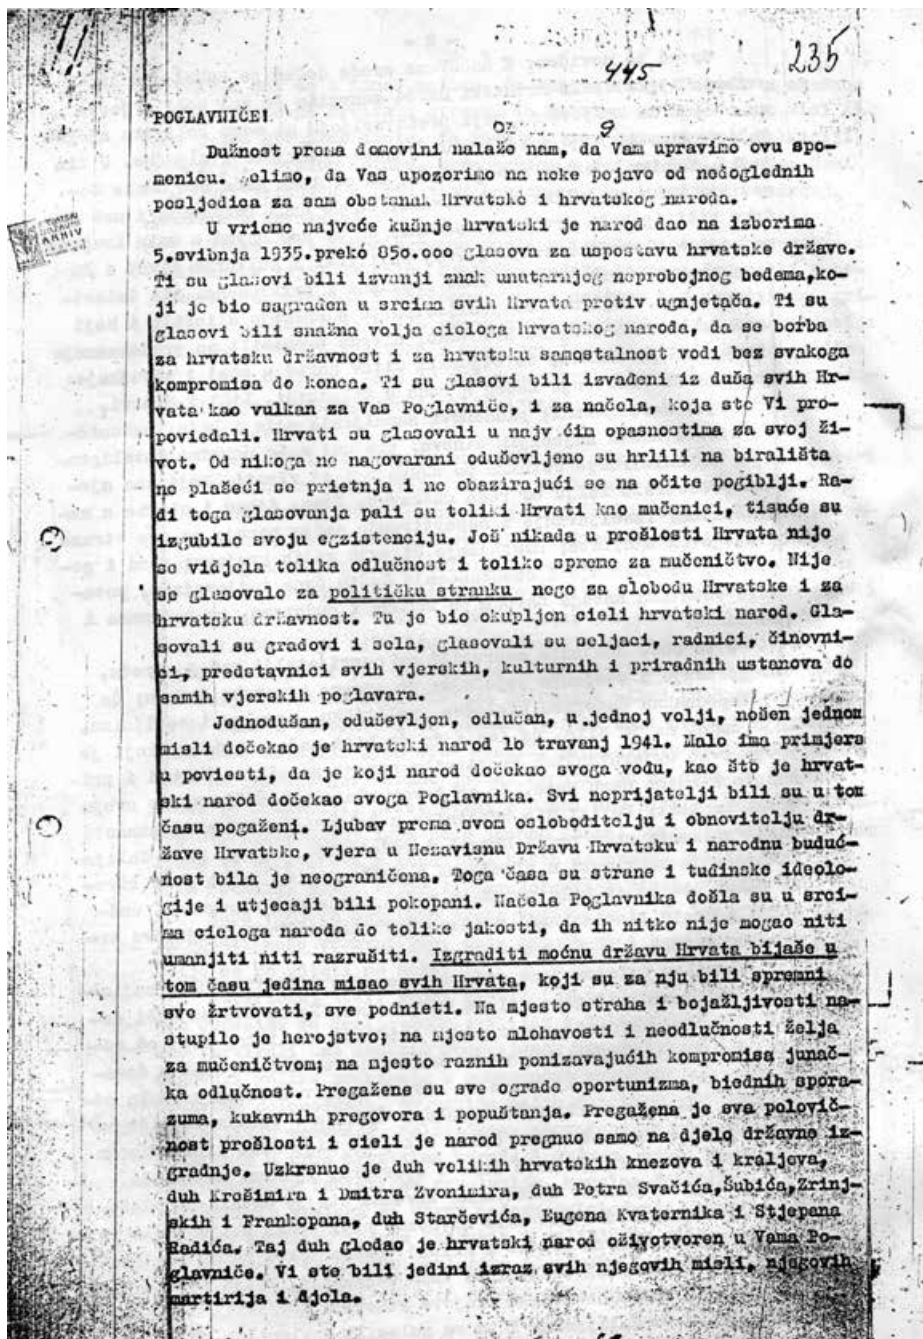 445
235
POGLAVNIČE!
9
Dužnost prema domovini nalaže nam, da Vam upravimo ovu spo-
menicu. Želimo, da Vas upozorimo na neke pojave od nedoglednih
posljedica za sam obstanak Hrvatske i hrvatskog naroda.
U vrieme najveće kušnje hrvatski je narod dao na izborima
5.svibnja 1935.preko 850.000 glasova za uspostavu hrvatske države.
Ti su glasovi bili izvanji znak unutarnjeg neprobojnog bedema,ko-
ji je bio sagrađen u srcima svih Hrvata protiv ugnjetača. Ti su
glasovi bili snažna volja cieloga hrvatskog naroda, da se borba
za hrvatsku državnost i za hrvatsku samostalnost vodi bez svakoga
kompromisa do konca. Ti su glasovi bili izvađeni iz duša svih Hr-
vata kao vulkan za Vas Poglavniče, i za načela, koja ste Vi pro-
poviedali. Hrvati su glasovali u najvećim opasnostima za svoj ži-
vot. Od nikoga ne nagovarani oduševljeno su hrlili na birališta
ne plašeći se prietnja i ne obazirajući se na očite pogiblji. Ra-
di toga glasovanja pali su toliki Hrvati kao mučenici, tisuće su
izgubile svoju egzistenciju. Još nikada u prošlosti Hrvata nije
se vidjela tolika odlučnost i toliko spreme za mučeništvo. Nije
se glasovalo za političku stranku nego za slobodu Hrvatske i za
hrvatsku državnost. Tu je bio okupljen cieli hrvatski narod. Gla-
sovali su gradovi i sela, glasovali su seljaci, radnici, činovni-
ci, predstavnici svih vjerskih, kulturnih i priradnih ustanova do
samih vjerskih poglavara.
Jednodušan, oduševljen, odlučan, u jednoj volji, nošen jednom
misli dočekao je hrvatski narod 10 travanj 1941. Malo ima primjera
u poviesti, da je koji narod dočekao svoga vođu, kao što je hrvat-
ski narod dočekao svoga Poglavnika. Svi neprijatelji bili su u tom
času pogaženi. Ljubav prema svom osloboditelju i obnovitelju dr-
žave Hrvatske, vjera u Nezavisnu Državu Hrvatsku i narodnu buduć-
nost bila je neograničena. Toga časa su strane i tuđinske ideolo-
gije i utjecaji bili pokopani. Načela Poglavnika došla su u srci-
ma cieloga naroda do tolike jakosti, da ih nitko nije mogao niti
umanjiti niti razrušiti. Izgraditi moćnu državu Hrvata bijaše u
tom času jedina misao svih Hrvata, koji su za nju bili spremni
sve žrtvovati, sve podnieti. Na mjesto straha i bojažljivosti na-
stupilo je herojstvo; na mjesto mlohavosti i neodlučnosti želja
za mučeničtvom; na mjesto raznih ponizavajućih kompromisa junač-
ka odlučnost. Pregažene su sve ograde oportunizma, biednih spora-
zuma, kukavnih pregovora i popuštanja. Pregažena je sva polovič-
nost prošlosti i cieli je narod pregnuo samo na djelo državne iz-
gradnje. Uzkrsnuo je duh velikih hrvatskih knezova i kraljeva,
duh Krešimira i Dmitra Zvonimira, duh Petra Svačića,Šubića,Zrinj-
skih i Frankopana, duh Starčevića, Eugena Kvaternika i Stjepana
Radića. Taj duh gledao je hrvatski narod oživotvoren u Vama Po-
glavniče. Vi ste bili jedini izraz svih njegovih misli, njegovih
martirija i djela.